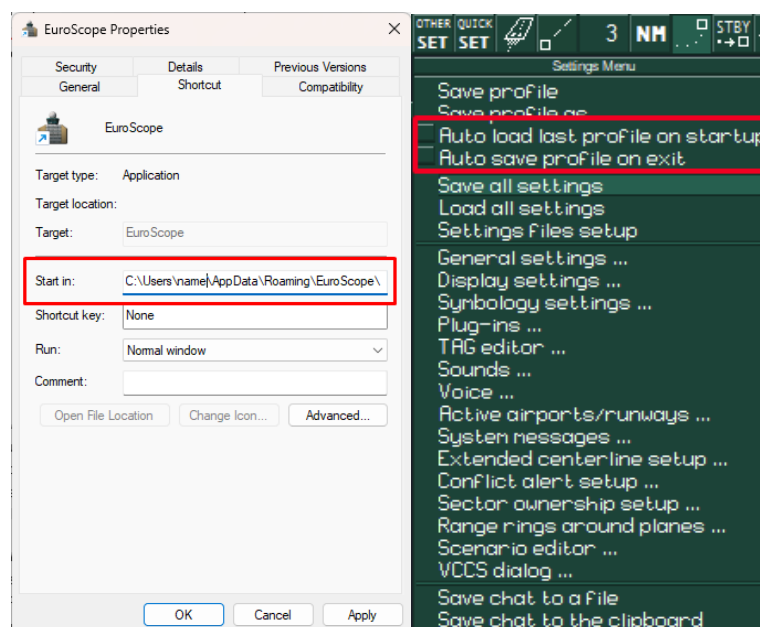 EuroScope Properties
Security Details Previous Versions
General Shortcut Compatibility
EuroScope
Target type: Application
Target location:
Target: EuroScope
Start in: C:\Users\name\AppData\Roaming\EuroScope\
Shortcut key: None
Run: Normal window
Comment:
Open File Location Change Icon... Advanced...
OK Cancel Apply
OTHER SET QUICK SET 3 NM STBY
Settings Menu
Save profile
Save profile as
Auto load last profile on startup
Auto save profile on exit
Save all settings
Load all settings
Settings files setup
General settings ...
Display settings ...
Symbology settings ...
Plug-ins ...
TAG editor ...
Sounds ...
Voice ...
Active airports/runways ...
System messages ...
Extended centerline setup ...
Conflict alert setup ...
Sector ownership setup ...
Range rings around planes ...
Scenario editor ...
VCCS dialog ...
Save chat to a file
Save chat to the clipboard